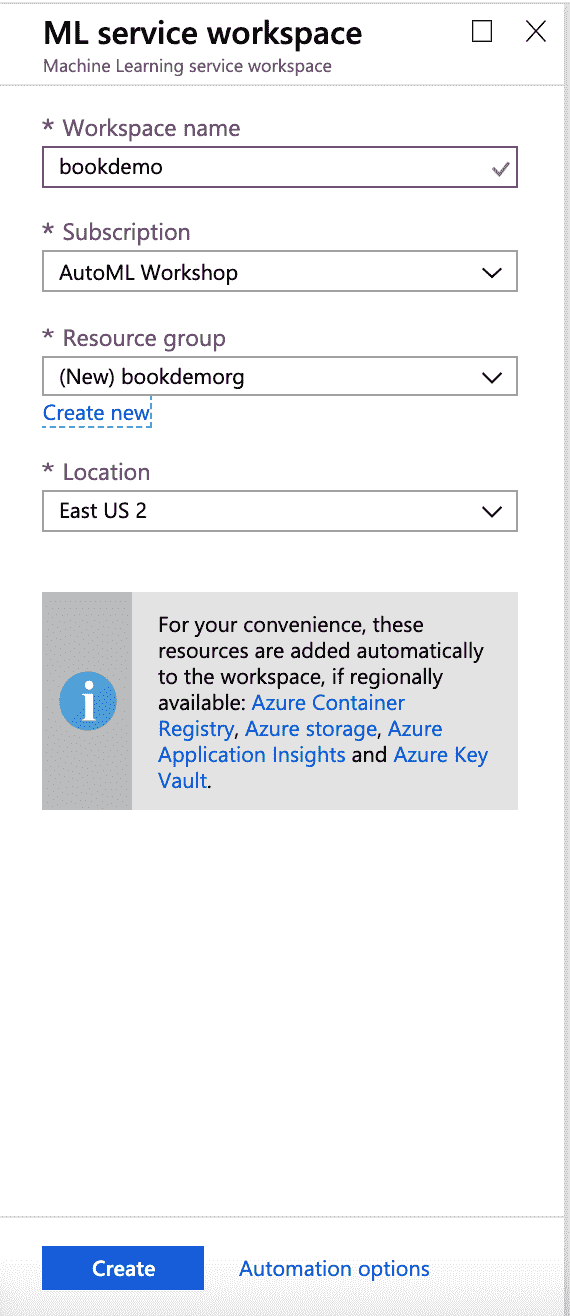 ML service workspace
Machine Learning service workspace
* Workspace name
bookdemo
* Subscription
AutoML Workshop
* Resource group
(New) bookdemorg
Create new
* Location
East US 2
For your convenience, these
resources are added automatically
to the workspace, if regionally
available: Azure Container
Registry, Azure storage, Azure
Application Insights and Azure Key
Vault.
Create Automation options